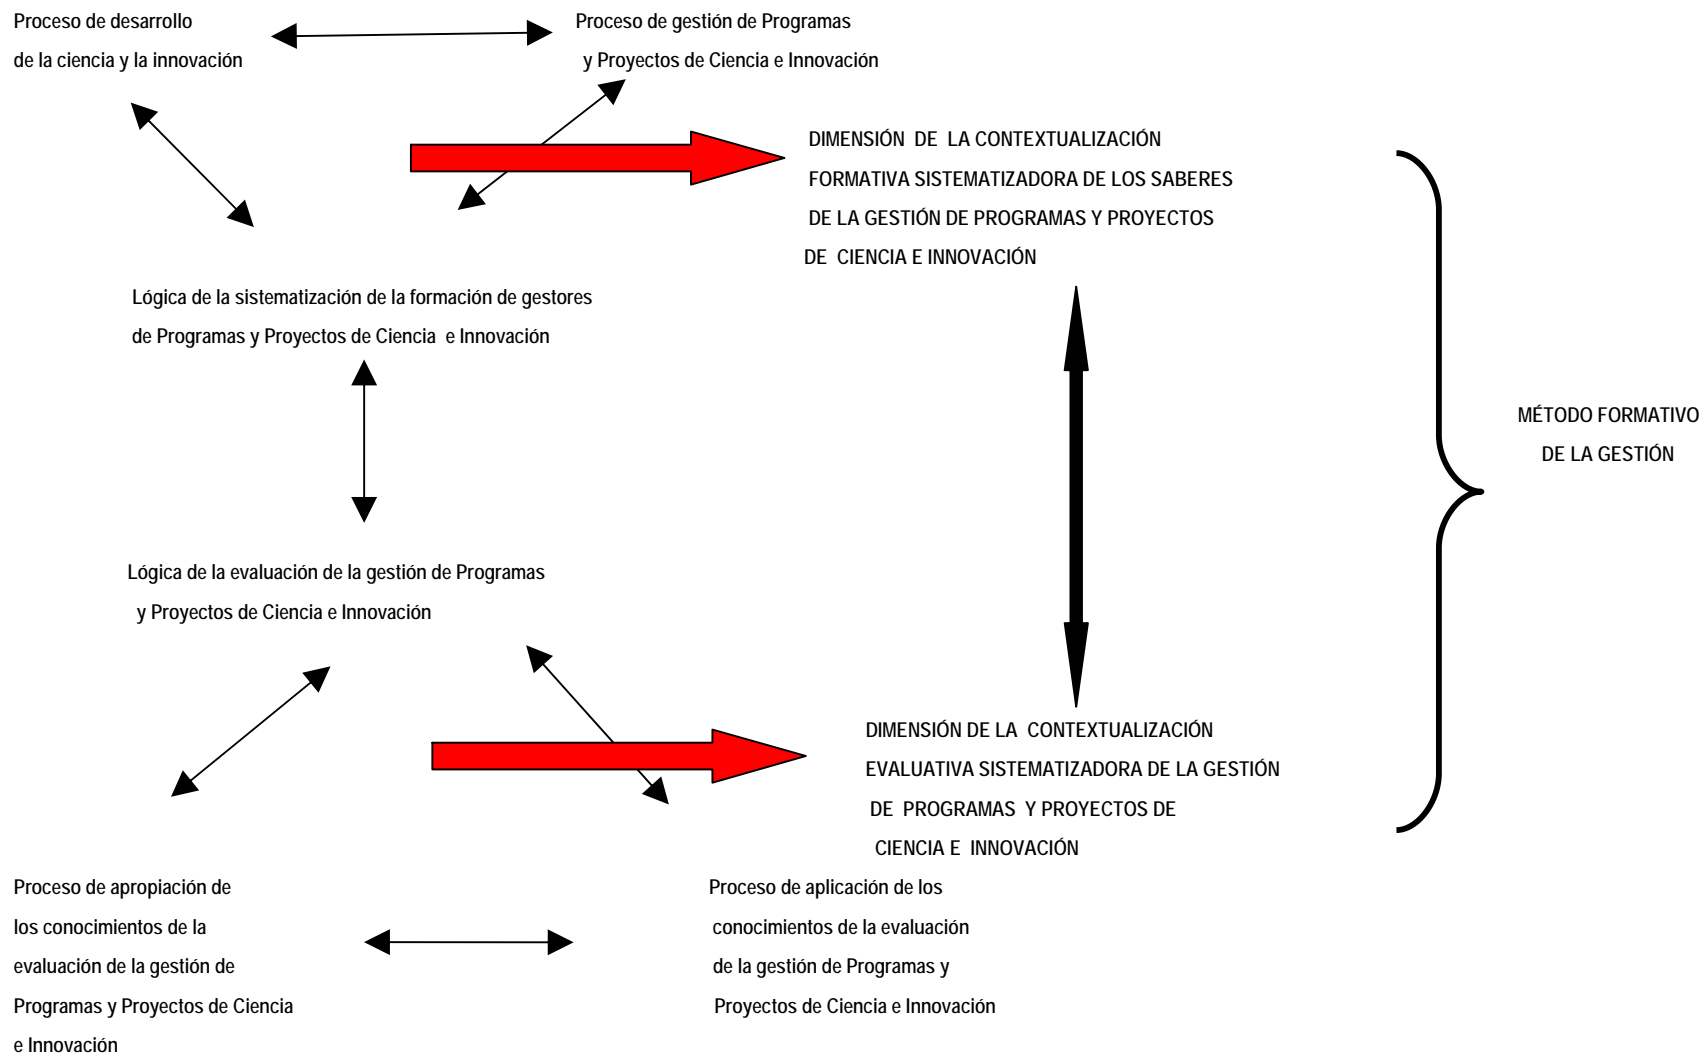 Proceso de desarrollo
de la ciencia y la innovación
Proceso de gestión de Programas
y Proyectos de Ciencia e Innovación
DIMENSIÓN DE LA CONTEXTUALIZACIÓN
FORMATIVA SISTEMATIZADORA DE LOS SABERES
DE LA GESTIÓN DE PROGRAMAS Y PROYECTOS
DE CIENCIA E INNOVACIÓN
Lógica de la sistematización de la formación de gestores
de Programas y Proyectos de Ciencia e Innovación
MÉTODO FORMATIVO
DE LA GESTIÓN
Lógica de la evaluación de la gestión de Programas
y Proyectos de Ciencia e Innovación
DIMENSIÓN DE LA CONTEXTUALIZACIÓN
EVALUATIVA SISTEMATIZADORA DE LA GESTIÓN
DE PROGRAMAS Y PROYECTOS DE
CIENCIA E INNOVACIÓN
Proceso de apropiación de
los conocimientos de la
evaluación de la gestión de
Programas y Proyectos de Ciencia
e Innovación
Proceso de aplicación de los
conocimientos de la evaluación
de la gestión de Programas y
Proyectos de Ciencia e Innovación